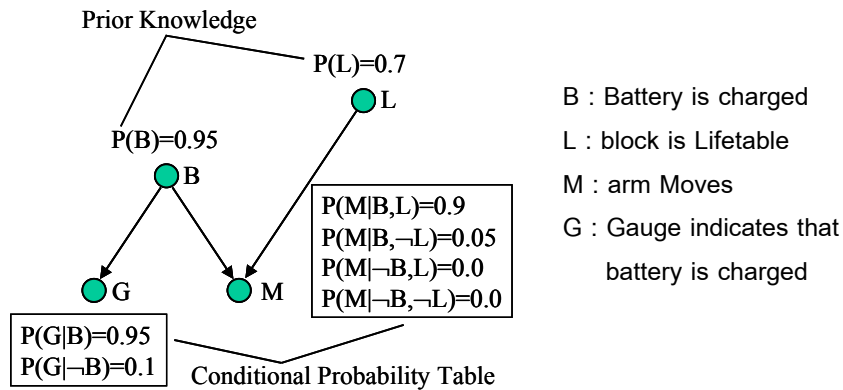 Prior Knowledge
P(L)=0.7
L
P(B)=0.95
B
P(M|B,L)=0.9
P(M|B,¬L)=0.05
P(M|¬B,L)=0.0
P(M|¬B,¬L)=0.0
G
M
P(G|B)=0.95
P(G|¬B)=0.1
Conditional Probability Table
B : Battery is charged
L : block is Lifetable
M : arm Moves
G : Gauge indicates that
battery is charged